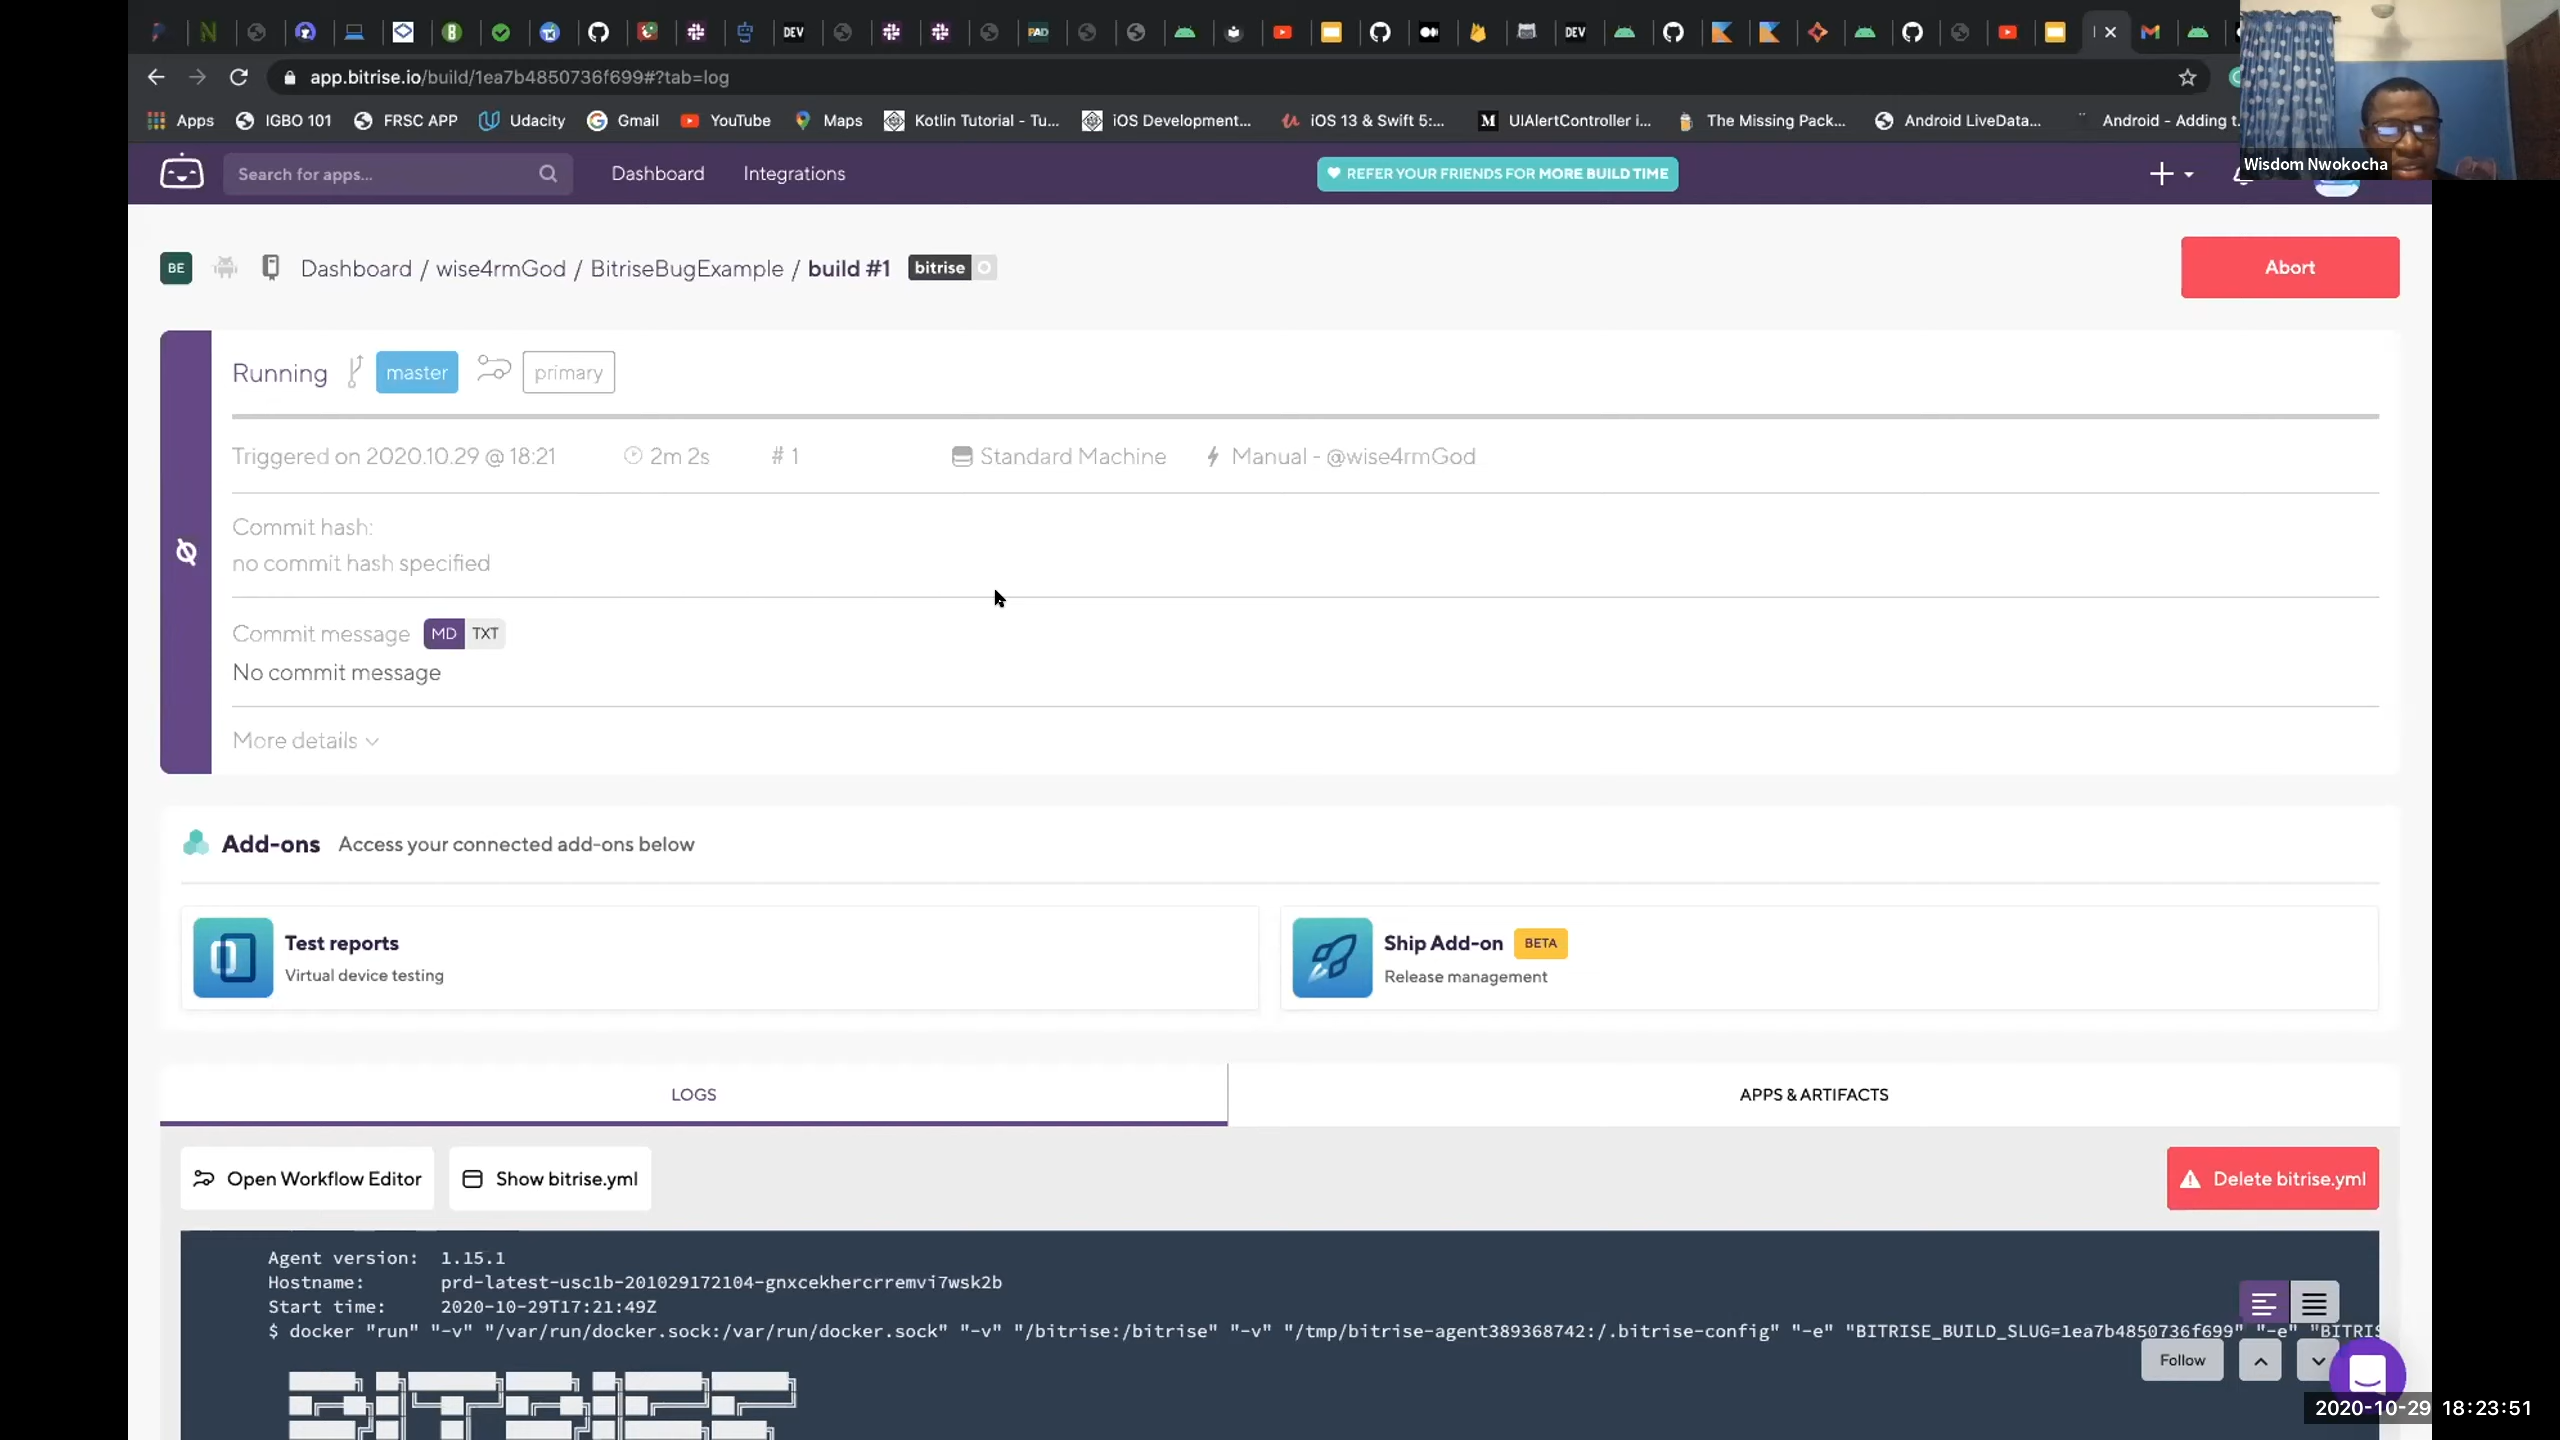 DEV
PAD
DEV
app.bitrise.io/build/1ea7b4850736f699#?tab=log
Apps
IGBO 101
FRSC APP
Udacity
Gmail
YouTube
Maps
Kotlin Tutorial - Tu...
iOS Development...
iOS 13 & Swift 5:...
UIAlertController i...
The Missing Pack...
Android LiveData...
Android - Adding t...
Wisdom Nwokocha
Search for apps...
Dashboard
Integrations
REFER YOUR FRIENDS FOR MORE BUILD TIME
BE
Dashboard / wise4rmGod / BitriseBugExample / build #1
bitrise
Abort
Running
master
primary
Triggered on 2020.10.29 @ 18:21
2m 2s
# 1
Standard Machine
Manual - @wise4rmGod
Commit hash:
no commit hash specified
Commit message
MD
TXT
No commit message
More details
Add-ons
Access your connected add-ons below
Test reports
Virtual device testing
Ship Add-on
BETA
Release management
LOGS
APPS & ARTIFACTS
Open Workflow Editor
Show bitrise.yml
Delete bitrise.yml
Agent version: 1.15.1
Hostname: prd-latest-usc1b-201029172104-gnxcekhercrremvi7wsk2b
Start time: 2020-10-29T17:21:49Z
$ docker "run" "-v" "/var/run/docker.sock:/var/run/docker.sock" "-v" "/bitrise:/bitrise" "-v" "/tmp/bitrise-agent389368742:/.bitrise-config" "-e" "BITRISE_BUILD_SLUG=1ea7b4850736f699" "-e" "BITRIS
Follow
2020-10-29 18:23:51